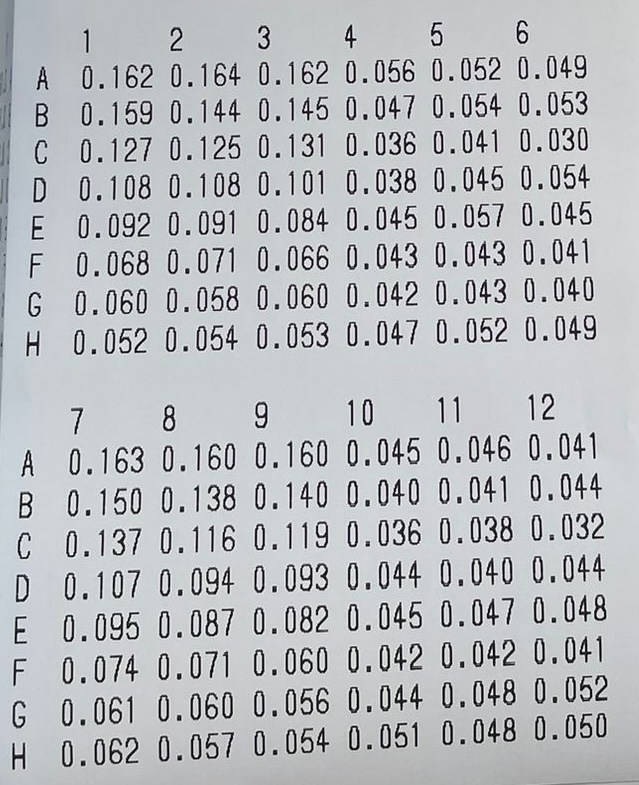 1 2 3 4 5 6
A 0.162 0.164 0.162 0.056 0.052 0.049
B 0.159 0.144 0.145 0.047 0.054 0.053
C 0.127 0.125 0.131 0.036 0.041 0.030
D 0.108 0.108 0.101 0.038 0.045 0.054
E 0.092 0.091 0.084 0.045 0.057 0.045
F 0.068 0.071 0.066 0.043 0.043 0.041
G 0.060 0.058 0.060 0.042 0.043 0.040
H 0.052 0.054 0.053 0.047 0.052 0.049
7 8 9 10 11 12
A 0.163 0.160 0.160 0.045 0.046 0.041
B 0.150 0.138 0.140 0.040 0.041 0.044
C 0.137 0.116 0.119 0.036 0.038 0.032
D 0.107 0.094 0.093 0.044 0.040 0.044
E 0.095 0.087 0.082 0.045 0.047 0.048
F 0.074 0.071 0.060 0.042 0.042 0.041
G 0.061 0.060 0.056 0.044 0.048 0.052
H 0.062 0.057 0.054 0.051 0.048 0.050